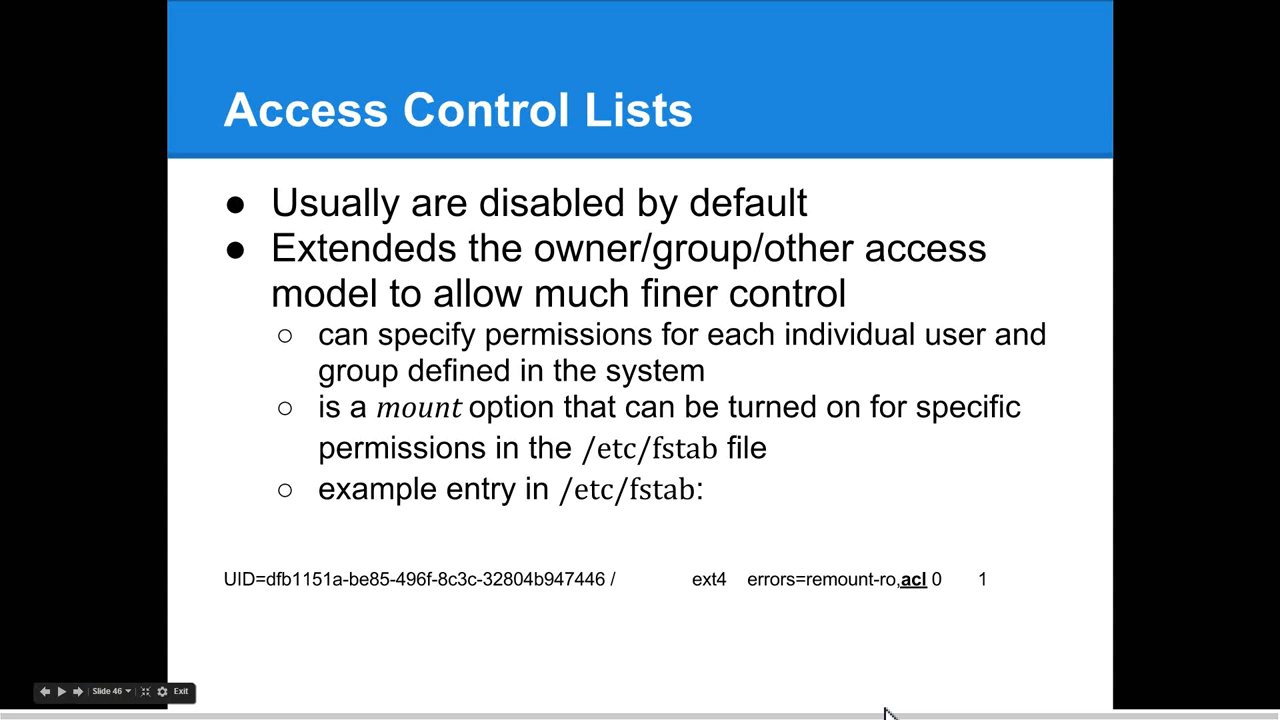 Access Control Lists
● Usually are disabled by default
● Extendeds the owner/group/other access
model to allow much finer control
○ can specify permissions for each individual user and
group defined in the system
○ is a mount option that can be turned on for specific
permissions in the /etc/fstab file
○ example entry in /etc/fstab:
UID=dfb1151a-be85-496f-8c3c-32804b947446 / ext4 errors=remount-ro,acl 0 1
Slide 46 Exit